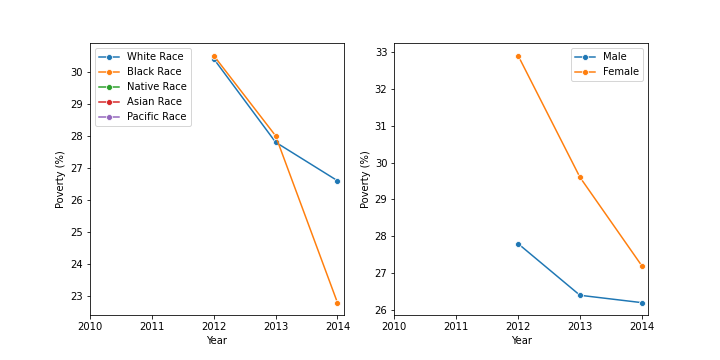 White Race
Black Race
Native Race
Asian Race
Pacific Race
Poverty (%)
30
29
28
27
26
25
24
23
2010 2011 2012 2013 2014
Year
Male
Female
Poverty (%)
33
32
31
30
29
28
27
26
2010 2011 2012 2013 2014
Year